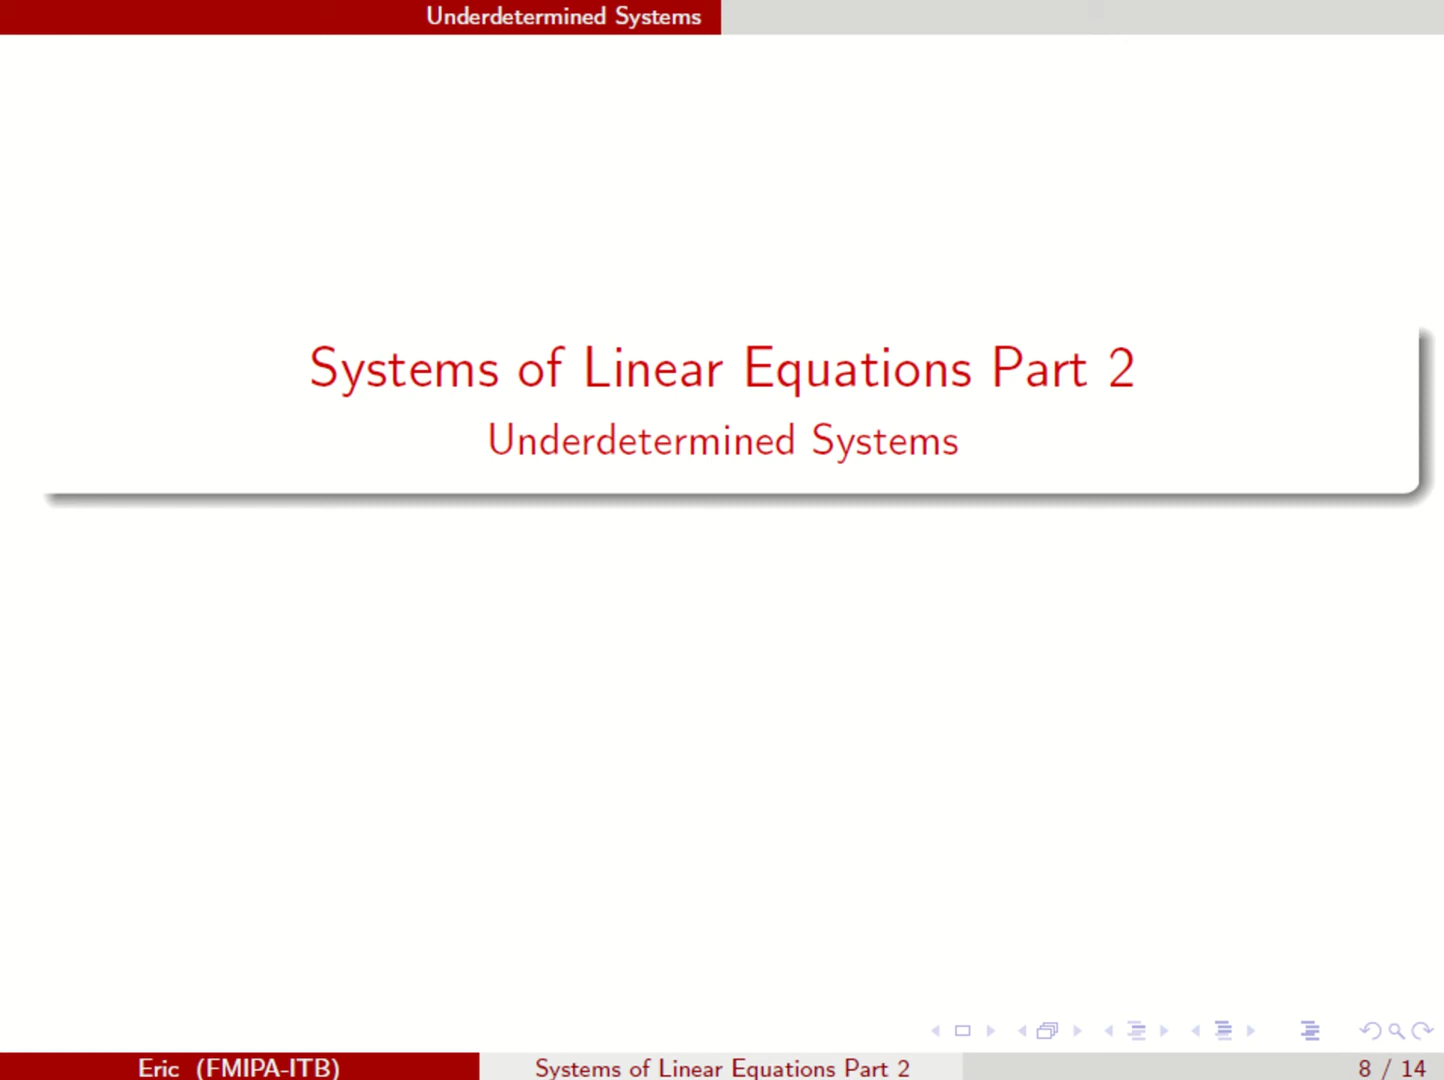 Underdetermined Systems
Systems of Linear Equations Part 2
Underdetermined Systems
Eric (FMIPA-ITB)
Systems of Linear Equations Part 2
8 / 14